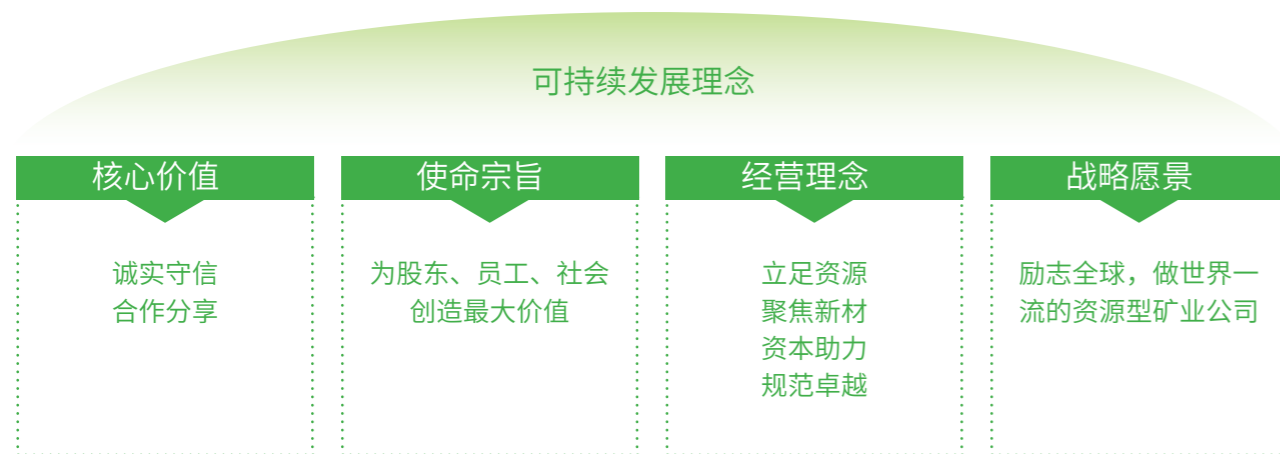 可持续发展理念
核心价值
诚实守信
合作分享
使命宗旨
为股东、员工、社会
创造最大价值
经营理念
立足资源
聚焦新材
资本助力
规范卓越
战略愿景
励志全球，做世界一
流的资源型矿业公司